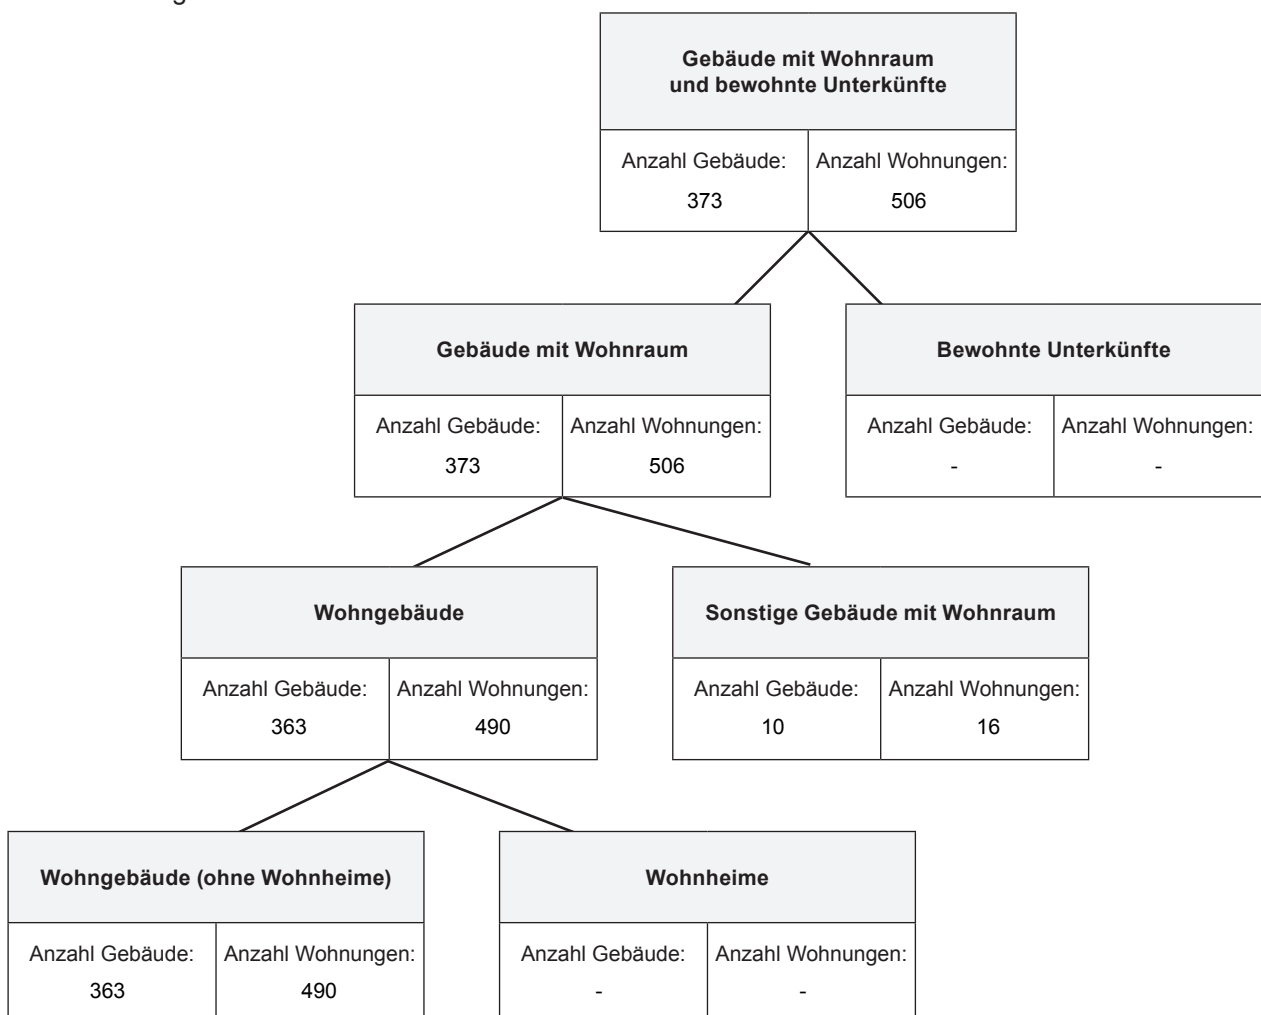 Gebäude mit Wohnraum
und bewohnte Unterkünfte
Anzahl Gebäude: Anzahl Wohnungen:
373 506
Gebäude mit Wohnraum Bewohnte Unterkünfte
Anzahl Gebäude: Anzahl Wohnungen: Anzahl Gebäude: Anzahl Wohnungen:
373 506 - -
Wohngebäude Sonstige Gebäude mit Wohnraum
Anzahl Gebäude: Anzahl Wohnungen: Anzahl Gebäude: Anzahl Wohnungen:
363 490 10 16
Wohngebäude (ohne Wohnheime) Wohnheime
Anzahl Gebäude: Anzahl Wohnungen: Anzahl Gebäude: Anzahl Wohnungen:
363 490 - -